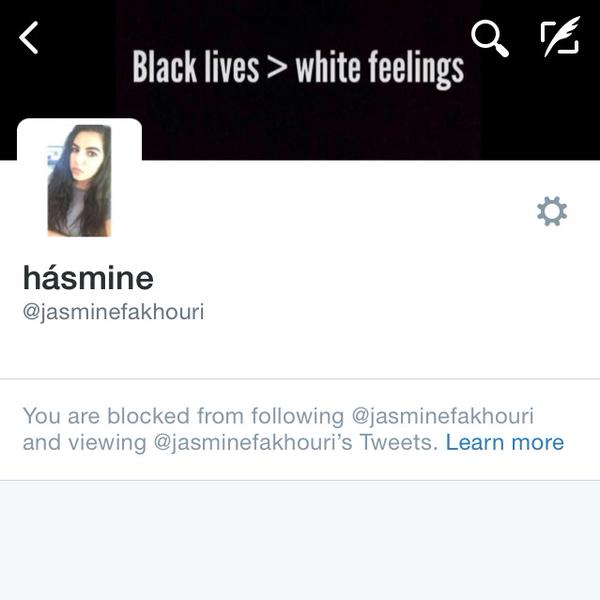 Black lives > white feelings
hásmine
@jasminefakhouri
You are blocked from following @jasminefakhouri
and viewing @jasminefakhouri’s Tweets. Learn more